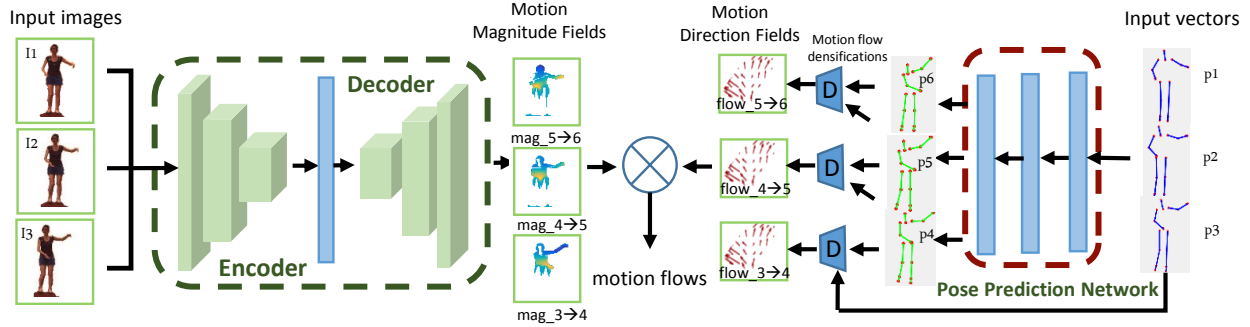 Input images
I1
I2
I3
Encoder
Decoder
Motion
Magnitude Fields
mag_5→6
mag_4→5
mag_3→4
motion flows
Motion
Direction Fields
flow_5→6
flow_4→5
flow_3→4
Motion flow
densifications
D
D
D
p6
p5
p4
Pose Prediction Network
Input vectors
p1
p2
p3